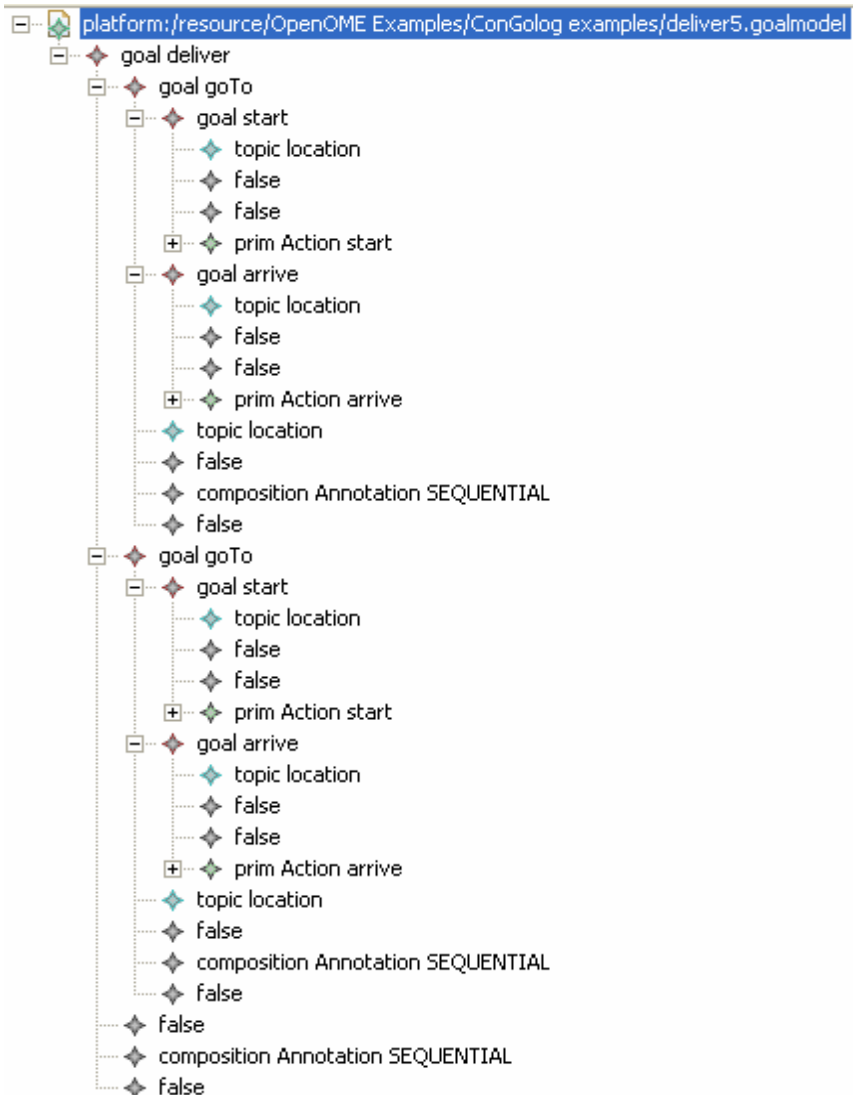 platform:/resource/OpenOME Examples/ConGolog examples/deliver5.goalmodel
goal deliver
goal goTo
goal start
topic location
false
false
prim Action start
goal arrive
topic location
false
false
prim Action arrive
topic location
false
composition Annotation SEQUENTIAL
false
goal goTo
goal start
topic location
false
false
prim Action start
goal arrive
topic location
false
false
prim Action arrive
topic location
false
composition Annotation SEQUENTIAL
false
false
composition Annotation SEQUENTIAL
false